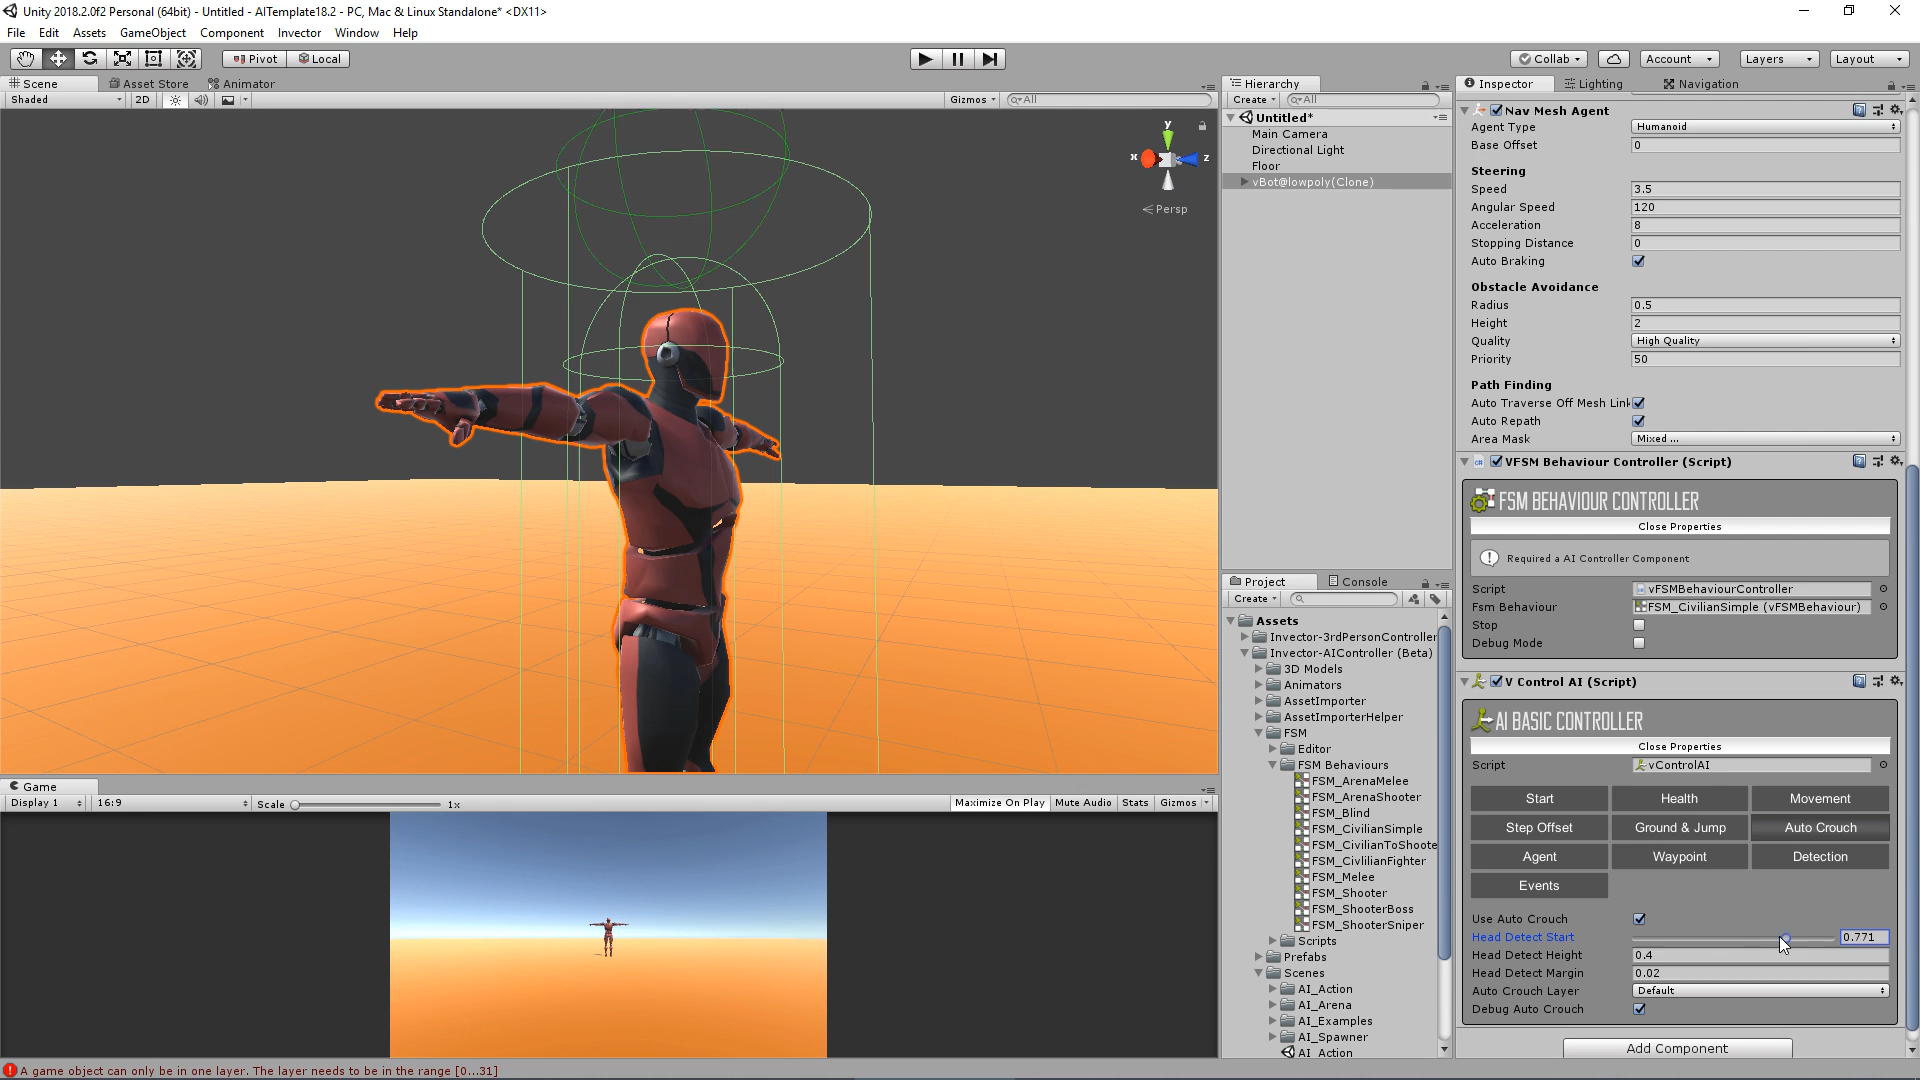 Unity 2018.2.0f2 Personal (64bit) - Untitled - AITemplate18.2 - PC, Mac & Linux Standalone* <DX11>
File Edit Assets GameObject Component Invector Window Help
Pivot Local Collab Account Layers Layout
Scene Asset Store Animator
Shaded 2D Gizmos All
y
x z
Persp
Game
Display 1 16:9 Scale 1x Maximize On Play Mute Audio Stats Gizmos
A game object can only be in one layer. The layer needs to be in the range [0...31]
Hierarchy
Create All
Untitled*
Main Camera
Directional Light
Floor
vBot@lowpoly(Clone)
Project Console
Create
Assets
Invector-3rdPersonController
Invector-AIController (Beta)
3D Models
Animators
AssetImporter
AssetImporterHelper
FSM
Editor
FSM Behaviours
FSM_ArenaMelee
FSM_ArenaShooter
FSM_Blind
FSM_CivilianSimple
FSM_CivilianToShoote
FSM_CivlilianFighter
FSM_Melee
FSM_Shooter
FSM_ShooterBoss
FSM_ShooterSniper
Scripts
Prefabs
Scenes
AI_Action
AI_Arena
AI_Examples
AI_Spawner
AI_Action
Inspector Lighting Navigation
Nav Mesh Agent
Agent Type Humanoid
Base Offset 0
Steering
Speed 3.5
Angular Speed 120
Acceleration 8
Stopping Distance 0
Auto Braking
Obstacle Avoidance
Radius 0.5
Height 2
Quality High Quality
Priority 50
Path Finding
Auto Traverse Off Mesh Link
Auto Repath
Area Mask Mixed ...
VFSM Behaviour Controller (Script)
FSM BEHAVIOUR CONTROLLER
Close Properties
Required a AI Controller Component
Script vFSMBehaviourController
Fsm Behaviour FSM_CivilianSimple (vFSMBehaviour)
Stop
Debug Mode
V Control AI (Script)
AI BASIC CONTROLLER
Close Properties
Script vControlAI
Start Health Movement
Step Offset Ground & Jump Auto Crouch
Agent Waypoint Detection
Events
Use Auto Crouch
Head Detect Start 0.771
Head Detect Height 0.4
Head Detect Margin 0.02
Auto Crouch Layer Default
Debug Auto Crouch
Add Component